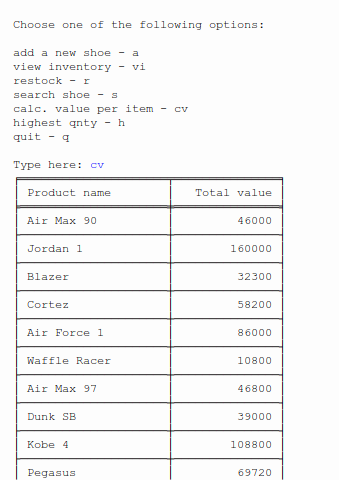 Choose one of the following options:
add a new shoe - a
view inventory - vi
restock - r
search shoe - s
calc. value per item - cv
highest qnty - h
quit - q
Type here: cv
Product name Total value
Air Max 90 46000
Jordan 1 160000
Blazer 32300
Cortez 58200
Air Force 1 86000
Waffle Racer 10800
Air Max 97 46800
Dunk SB 39000
Kobe 4 108800
Pegasus 69720